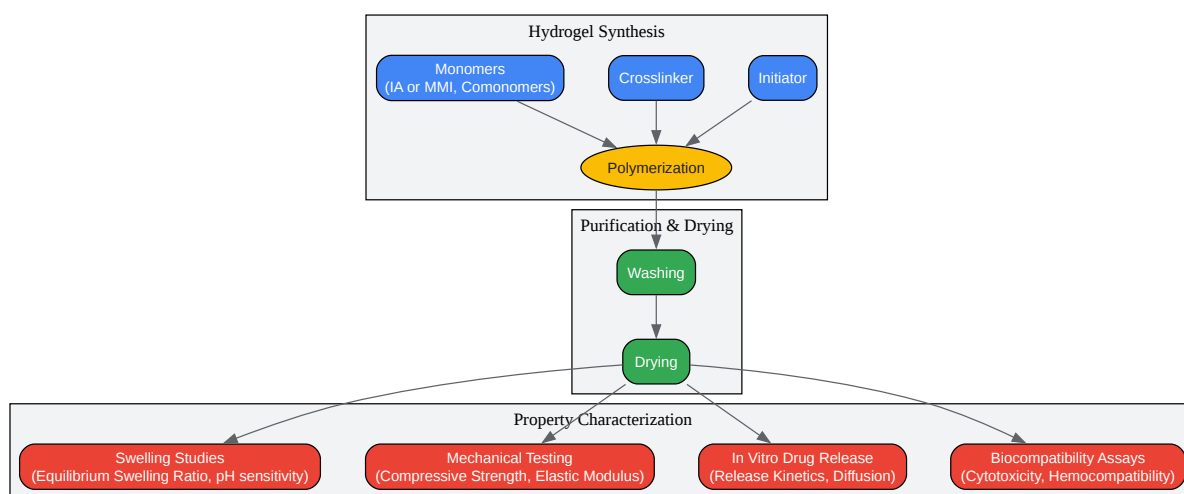 Hydrogel Synthesis
Monomers
(IA or MMI, Comonomers)
Crosslinker
Initiator
Polymerization
Purification & Drying
Washing
Drying
Property Characterization
Swelling Studies
(Equilibrium Swelling Ratio, pH sensitivity)
Mechanical Testing
(Compressive Strength, Elastic Modulus)
In Vitro Drug Release
(Release Kinetics, Diffusion)
Biocompatibility Assays
(Cytotoxicity, Hemocompatibility)